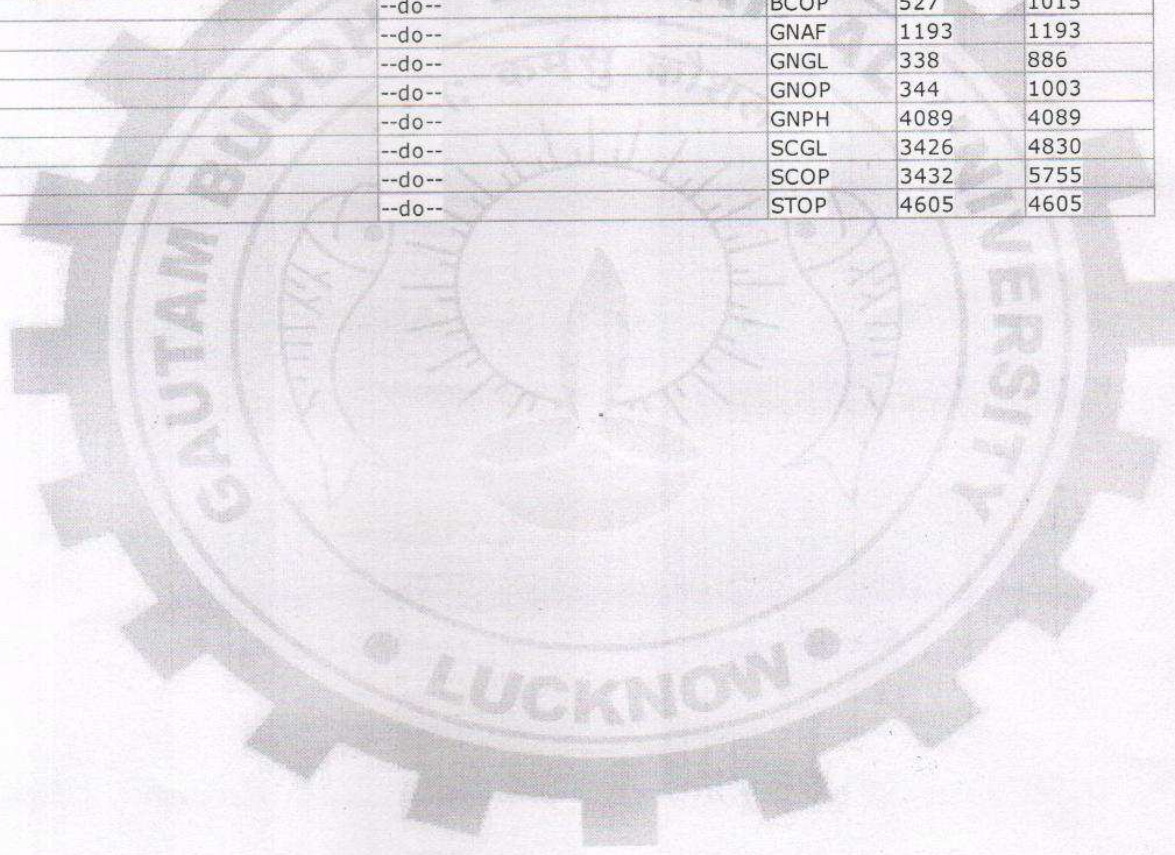 --do-- BCOP 527 1015
--do-- GNAF 1193 1193
--do-- GNGL 338 886
--do-- GNOP 344 1003
--do-- GNPH 4089 4089
--do-- SCGL 3426 4830
--do-- SCOP 3432 5755
--do-- STOP 4605 4605
GAUTAM BUDDH
UNIVERSITY
• LUCKNOW •